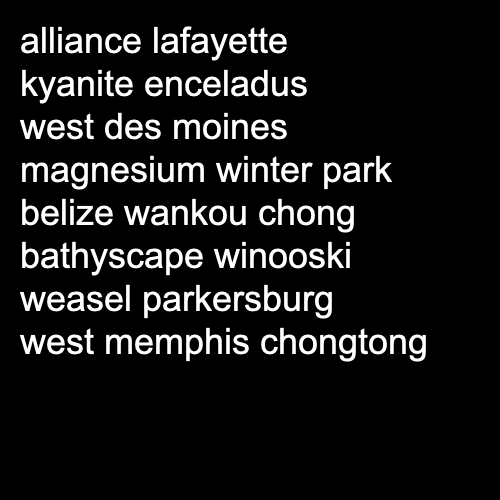 alliance lafayette
kyanite enceladus
west des moines
magnesium winter park
belize wankou chong
bathyscape winooski
weasel parkersburg
west memphis chongtong